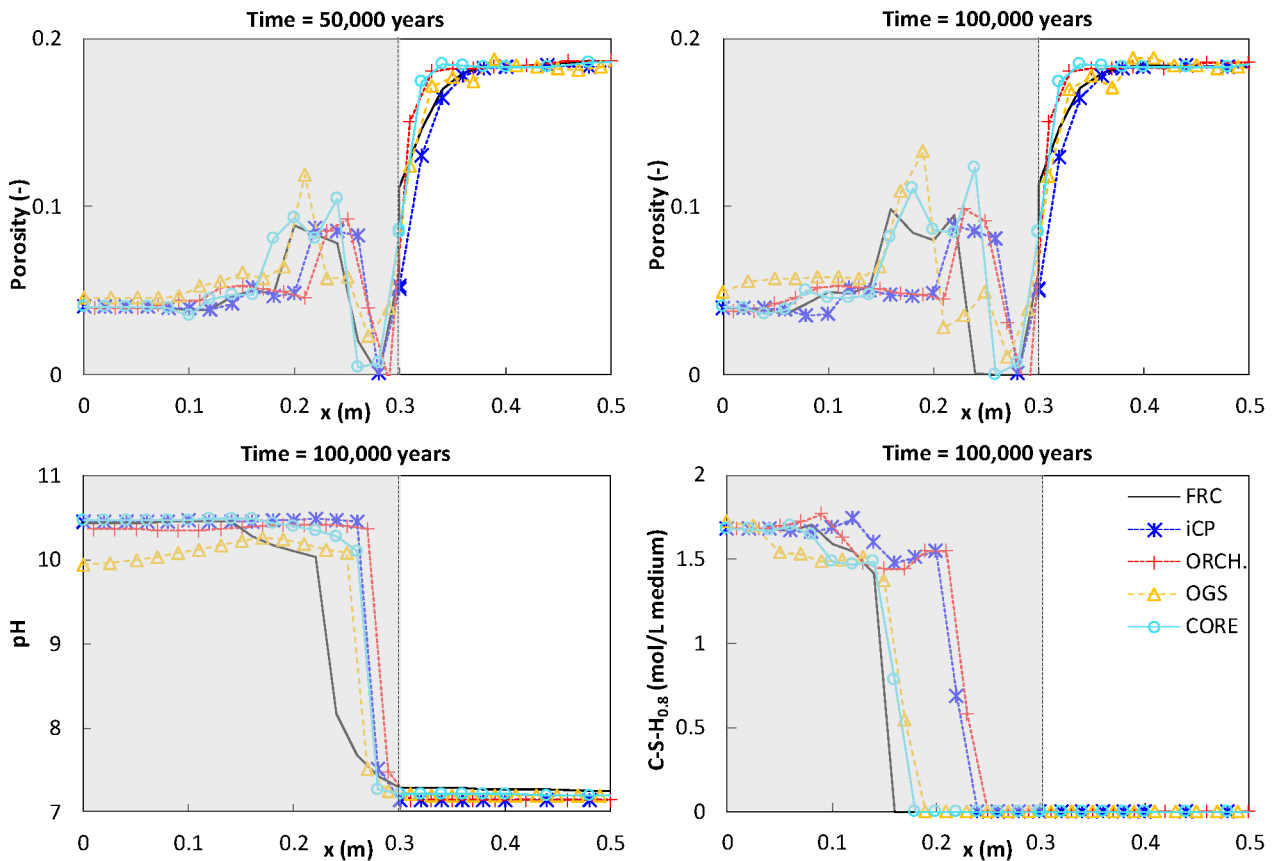 Time = 50,000 years
0.2
0.1
0
Porosity (-)
0
0.1
0.2
0.3
0.4
0.5
x (m)
Time = 100,000 years
0.2
0.1
0
Porosity (-)
0
0.1
0.2
0.3
0.4
0.5
x (m)
Time = 100,000 years
11
10
9
8
7
pH
0
0.1
0.2
0.3
0.4
0.5
x (m)
Time = 100,000 years
2
1.5
1
0.5
0
C-S-H0.8 (mol/L medium)
0
0.1
0.2
0.3
0.4
0.5
x (m)
FRC
iCP
ORCH.
OGS
CORE